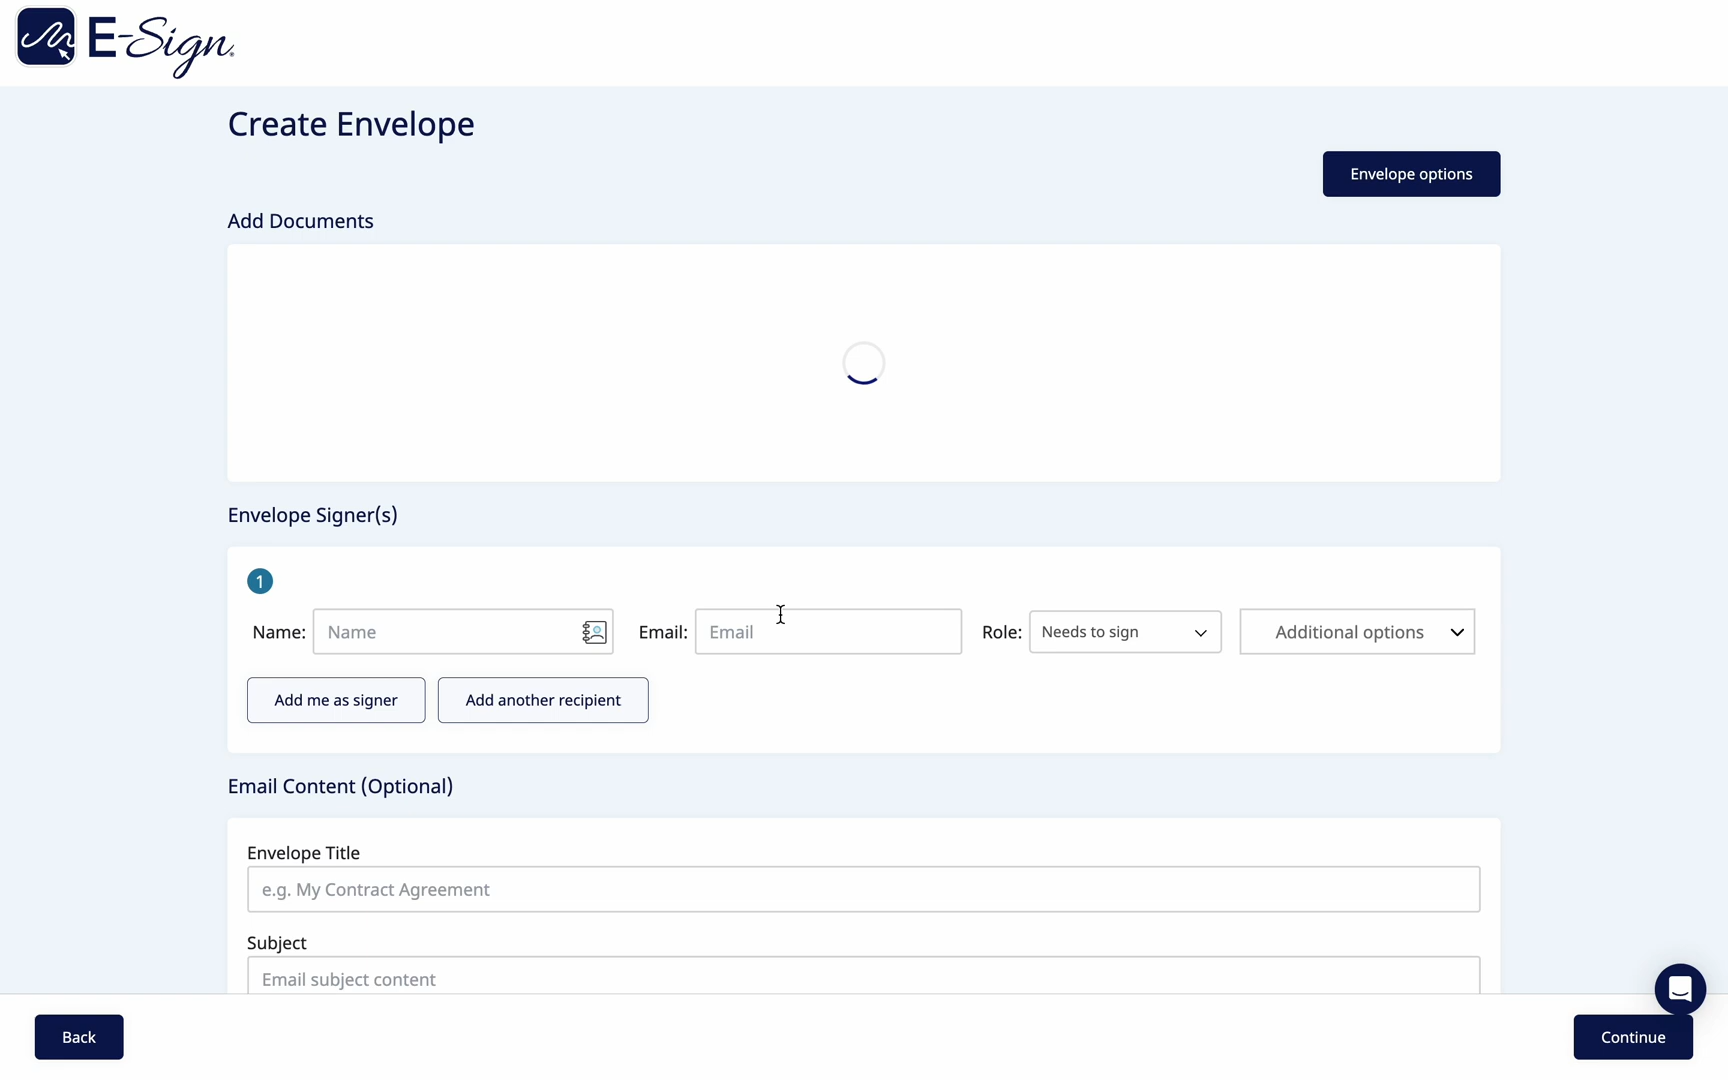 E-Sign
Create Envelope
Envelope options
Add Documents
Envelope Signer(s)
1
Name: Name Email: Email Role: Needs to sign Additional options
Add me as signer Add another recipient
Email Content (Optional)
Envelope Title
e.g. My Contract Agreement
Subject
Email subject content
Back Continue